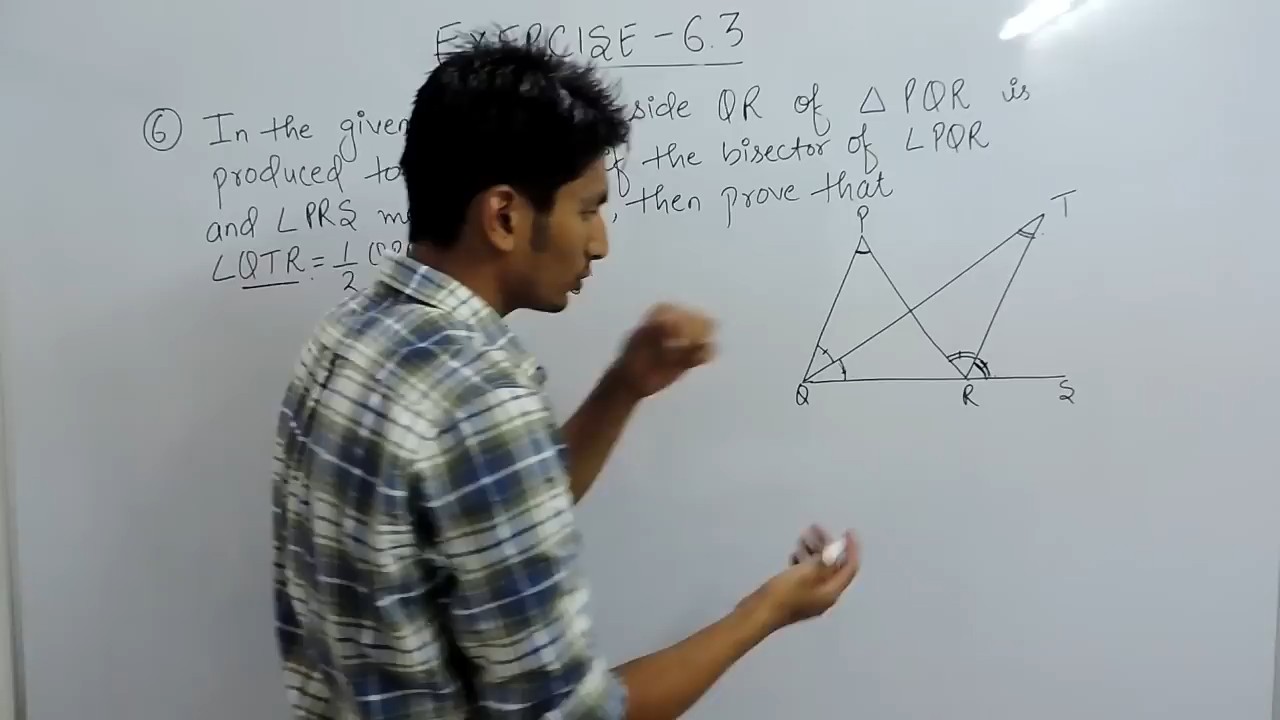 EXERCISE - 6.3
⑥ In the given side QR of △ PQR is
produced to if the bisector of ∠PQR
and ∠PRS , then prove that
∠QTR = 1/2
P
T
Q
R
S